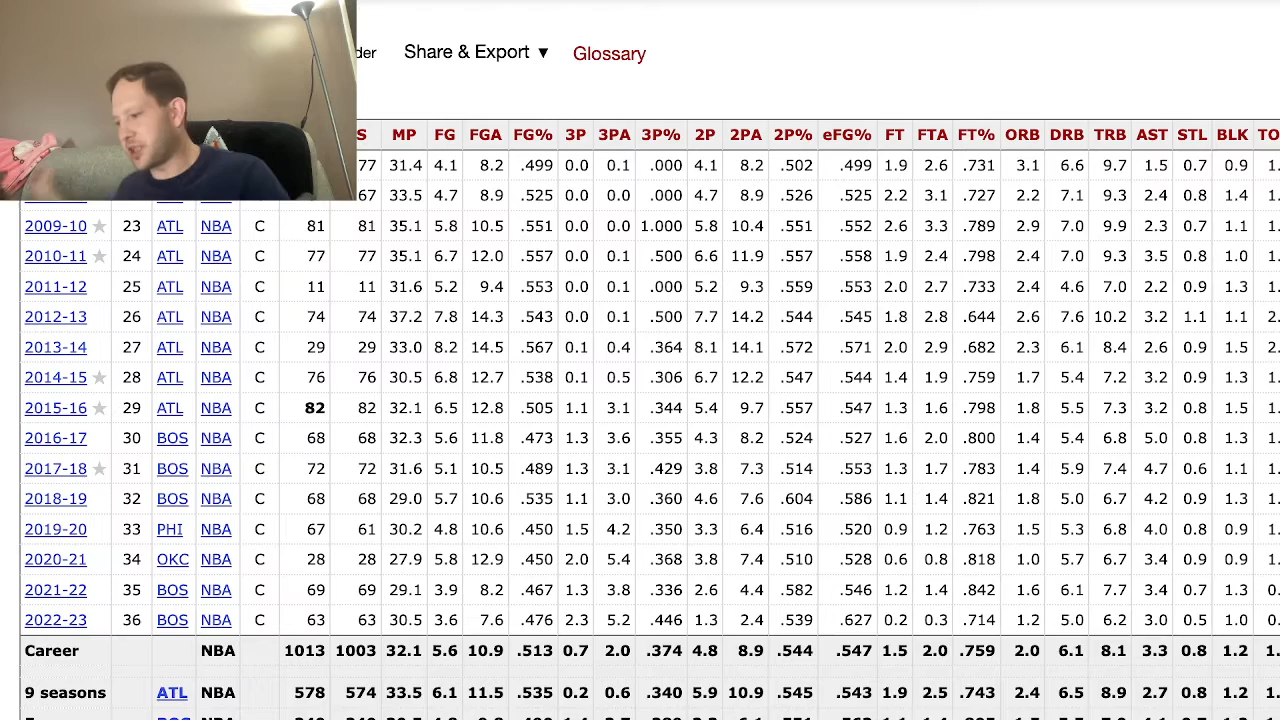 Share & Export ▼ Glossary
MP FG FGA FG% 3P 3PA 3P% 2P 2PA 2P% eFG% FT FTA FT% ORB DRB TRB AST STL BLK
77 31.4 4.1 8.2 .499 0.0 0.1 .000 4.1 8.2 .502 .499 1.9 2.6 .731 3.1 6.6 9.7 1.5 0.7 0.9
67 33.5 4.7 8.9 .525 0.0 0.0 .000 4.7 8.9 .526 .525 2.2 3.1 .727 2.2 7.1 9.3 2.4 0.8 1.4
2009-10 ★ 23 ATL NBA C 81 81 35.1 5.8 10.5 .551 0.0 0.0 1.000 5.8 10.4 .551 .552 2.6 3.3 .789 2.9 7.0 9.9 2.3 0.7 1.1
2010-11 ★ 24 ATL NBA C 77 77 35.1 6.7 12.0 .557 0.0 0.1 .500 6.6 11.9 .557 .558 1.9 2.4 .798 2.4 7.0 9.3 3.5 0.8 1.0
2011-12 25 ATL NBA C 11 11 31.6 5.2 9.4 .553 0.0 0.1 .000 5.2 9.3 .559 .553 2.0 2.7 .733 2.4 4.6 7.0 2.2 0.9 1.3
2012-13 26 ATL NBA C 74 74 37.2 7.8 14.3 .543 0.0 0.1 .500 7.7 14.2 .544 .545 1.8 2.8 .644 2.6 7.6 10.2 3.2 1.1 1.1
2013-14 27 ATL NBA C 29 29 33.0 8.2 14.5 .567 0.1 0.4 .364 8.1 14.1 .572 .571 2.0 2.9 .682 2.3 6.1 8.4 2.6 0.9 1.5
2014-15 ★ 28 ATL NBA C 76 76 30.5 6.8 12.7 .538 0.1 0.5 .306 6.7 12.2 .547 .544 1.4 1.9 .759 1.7 5.4 7.2 3.2 0.9 1.3
2015-16 ★ 29 ATL NBA C 82 82 32.1 6.5 12.8 .505 1.1 3.1 .344 5.4 9.7 .557 .547 1.3 1.6 .798 1.8 5.5 7.3 3.2 0.8 1.5
2016-17 30 BOS NBA C 68 68 32.3 5.6 11.8 .473 1.3 3.6 .355 4.3 8.2 .524 .527 1.6 2.0 .800 1.4 5.4 6.8 5.0 0.8 1.3
2017-18 ★ 31 BOS NBA C 72 72 31.6 5.1 10.5 .489 1.3 3.1 .429 3.8 7.3 .514 .553 1.3 1.7 .783 1.4 5.9 7.4 4.7 0.6 1.1
2018-19 32 BOS NBA C 68 68 29.0 5.7 10.6 .535 1.1 3.0 .360 4.6 7.6 .604 .586 1.1 1.4 .821 1.8 5.0 6.7 4.2 0.9 1.3
2019-20 33 PHI NBA C 67 61 30.2 4.8 10.6 .450 1.5 4.2 .350 3.3 6.4 .516 .520 0.9 1.2 .763 1.5 5.3 6.8 4.0 0.8 0.9
2020-21 34 OKC NBA C 28 28 27.9 5.8 12.9 .450 2.0 5.4 .368 3.8 7.4 .510 .528 0.6 0.8 .818 1.0 5.7 6.7 3.4 0.9 0.9
2021-22 35 BOS NBA C 69 69 29.1 3.9 8.2 .467 1.3 3.8 .336 2.6 4.4 .582 .546 1.2 1.4 .842 1.6 6.1 7.7 3.4 0.7 1.3
2022-23 36 BOS NBA C 63 63 30.5 3.6 7.6 .476 2.3 5.2 .446 1.3 2.4 .539 .627 0.2 0.3 .714 1.2 5.0 6.2 3.0 0.5 1.0
Career NBA 1013 1003 32.1 5.6 10.9 .513 0.7 2.0 .374 4.8 8.9 .544 .547 1.5 2.0 .759 2.0 6.1 8.1 3.3 0.8 1.2
9 seasons ATL NBA 578 574 33.5 6.1 11.5 .535 0.2 0.6 .340 5.9 10.9 .545 .543 1.9 2.5 .743 2.4 6.5 8.9 2.7 0.8 1.2